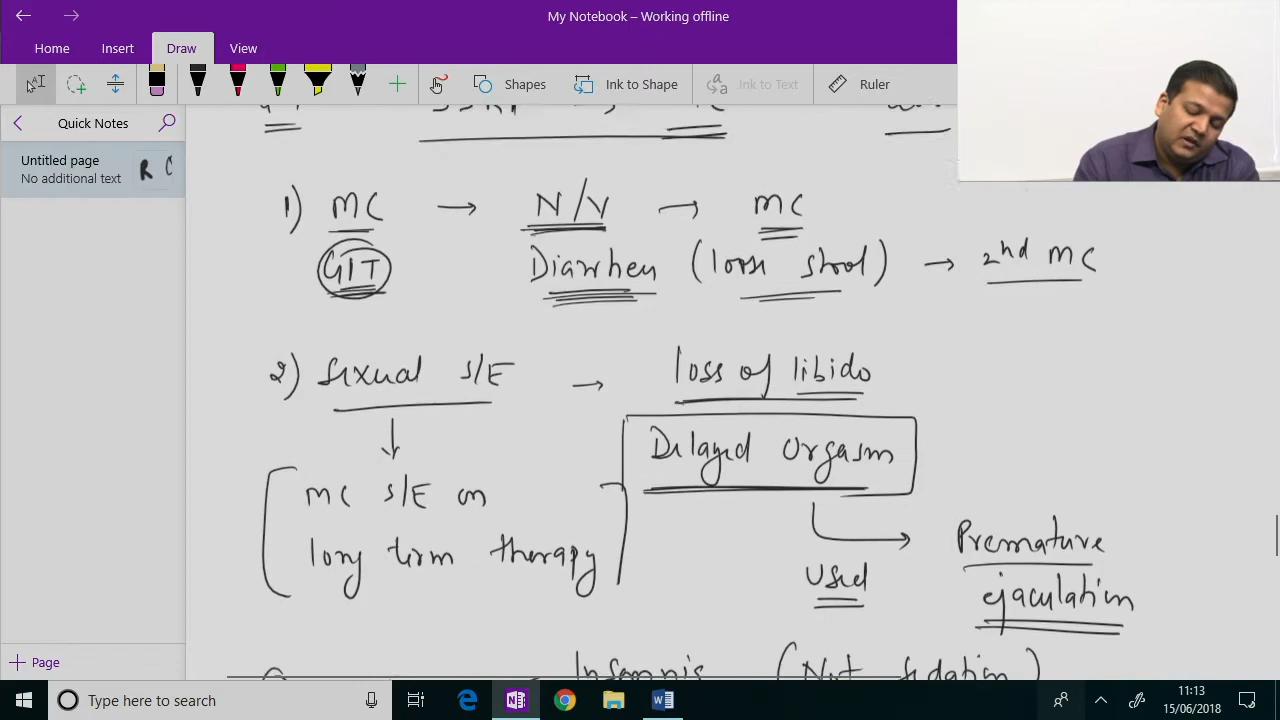 My Notebook – Working offline
Home Insert Draw View
Shapes Ink to Shape Ink to Text Ruler
Quick Notes
Untitled page
No additional text
R C
1) MC → N/V → MC
GIT Diarrhea (loose stool) → 2nd MC
2) Sexual S/E → loss of libido
Delayed Orgasm
MC S/E on
long term therapy
Premature
Used
ejaculation
Insomnia (Not sedation)
+ Page
Type here to search
11:13
15/06/2018